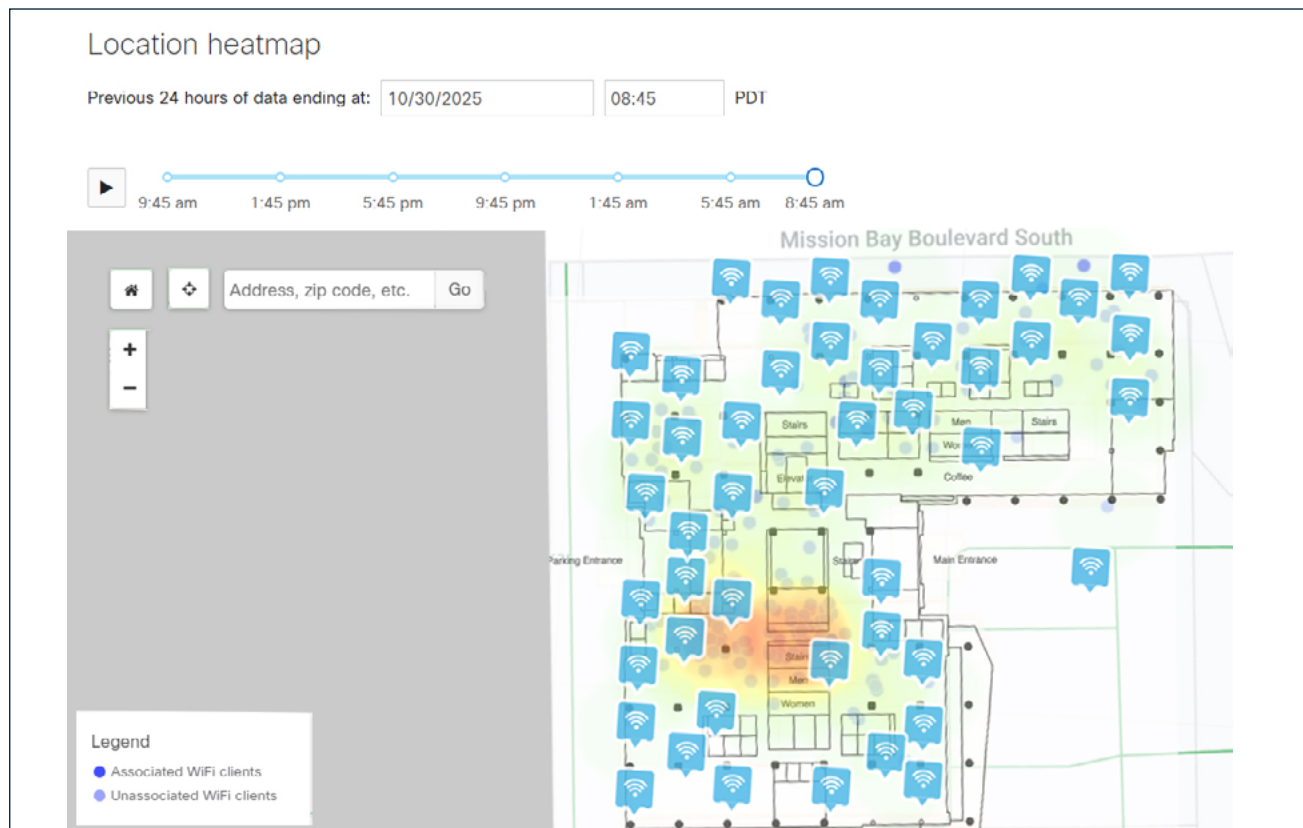 Location heatmap
Previous 24 hours of data ending at: 10/30/2025 08:45 PDT
9:45 am 1:45 pm 5:45 pm 9:45 pm 1:45 am 5:45 am 8:45 am
Mission Bay Boulevard South
Address, zip code, etc. Go
+
−
Stairs Men Stairs
Coffee
Parking Entrance Main Entrance
Men
Women
Legend
Associated WiFi clients
Unassociated WiFi clients